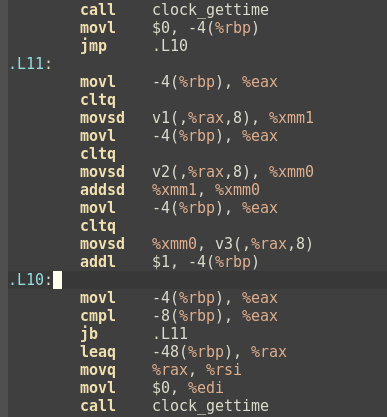 call clock_gettime
movl $0, -4(%rbp)
jmp .L10
.L11:
movl -4(%rbp), %eax
cltq
movsd v1(,%rax,8), %xmm1
movl -4(%rbp), %eax
cltq
movsd v2(,%rax,8), %xmm0
addsd %xmm1, %xmm0
movl -4(%rbp), %eax
cltq
movsd %xmm0, v3(,%rax,8)
addl $1, -4(%rbp)
.L10:
movl -4(%rbp), %eax
cmpl -8(%rbp), %eax
jb .L11
leaq -48(%rbp), %rax
movq %rax, %rsi
movl $0, %edi
call clock_gettime